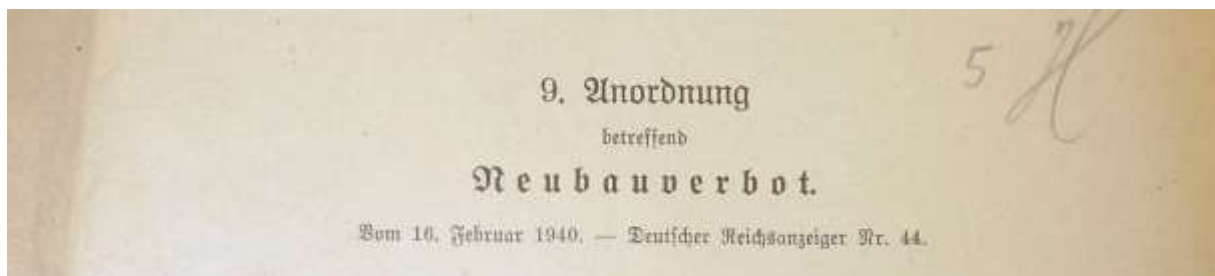 5 H
9. Anordnung
betreffend
Neubauverbot.
Vom 16. Februar 1940. — Deutscher Reichsanzeiger Nr. 44.